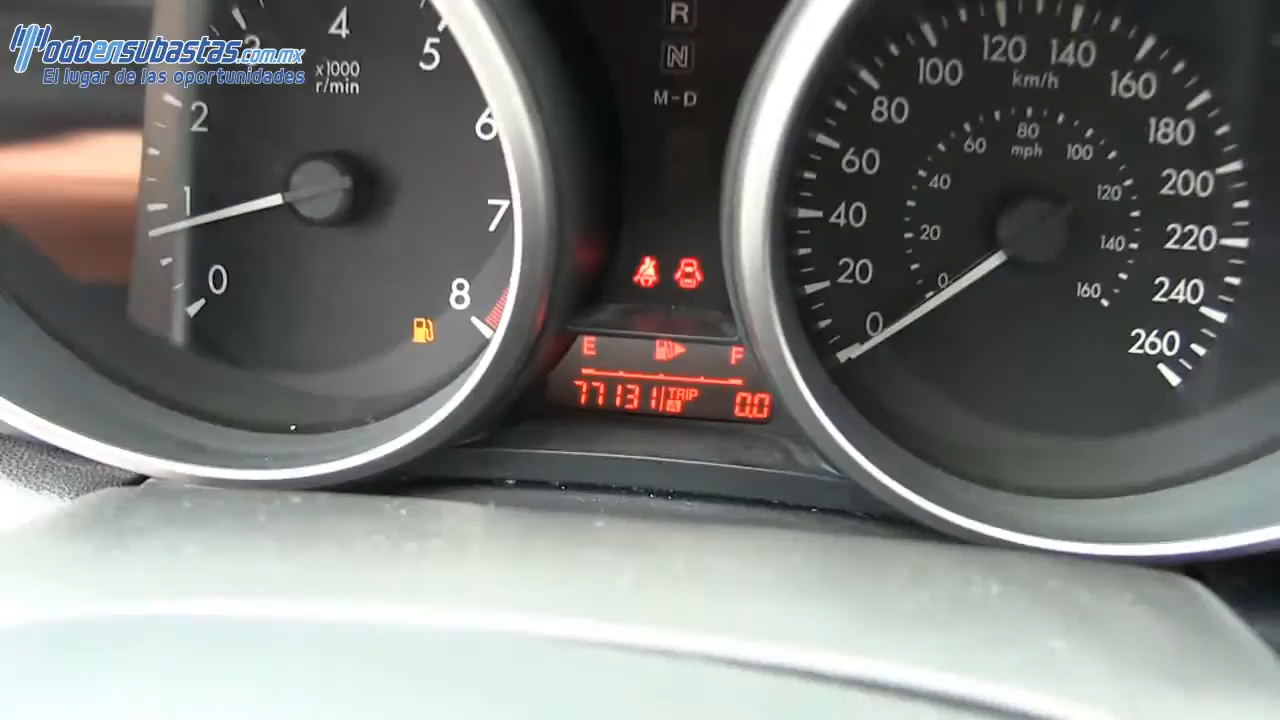 Todoensubastas.com.mx
El lugar de las oportunidades
0
1
2
3
4
5
6
7
8
x1000
r/min
R
N
M-D
E
F
77131
TRIP
A
0.0
0
20
40
60
80
100
120
140
160
180
200
220
240
260
km/h
0
20
40
60
80
100
120
140
160
mph